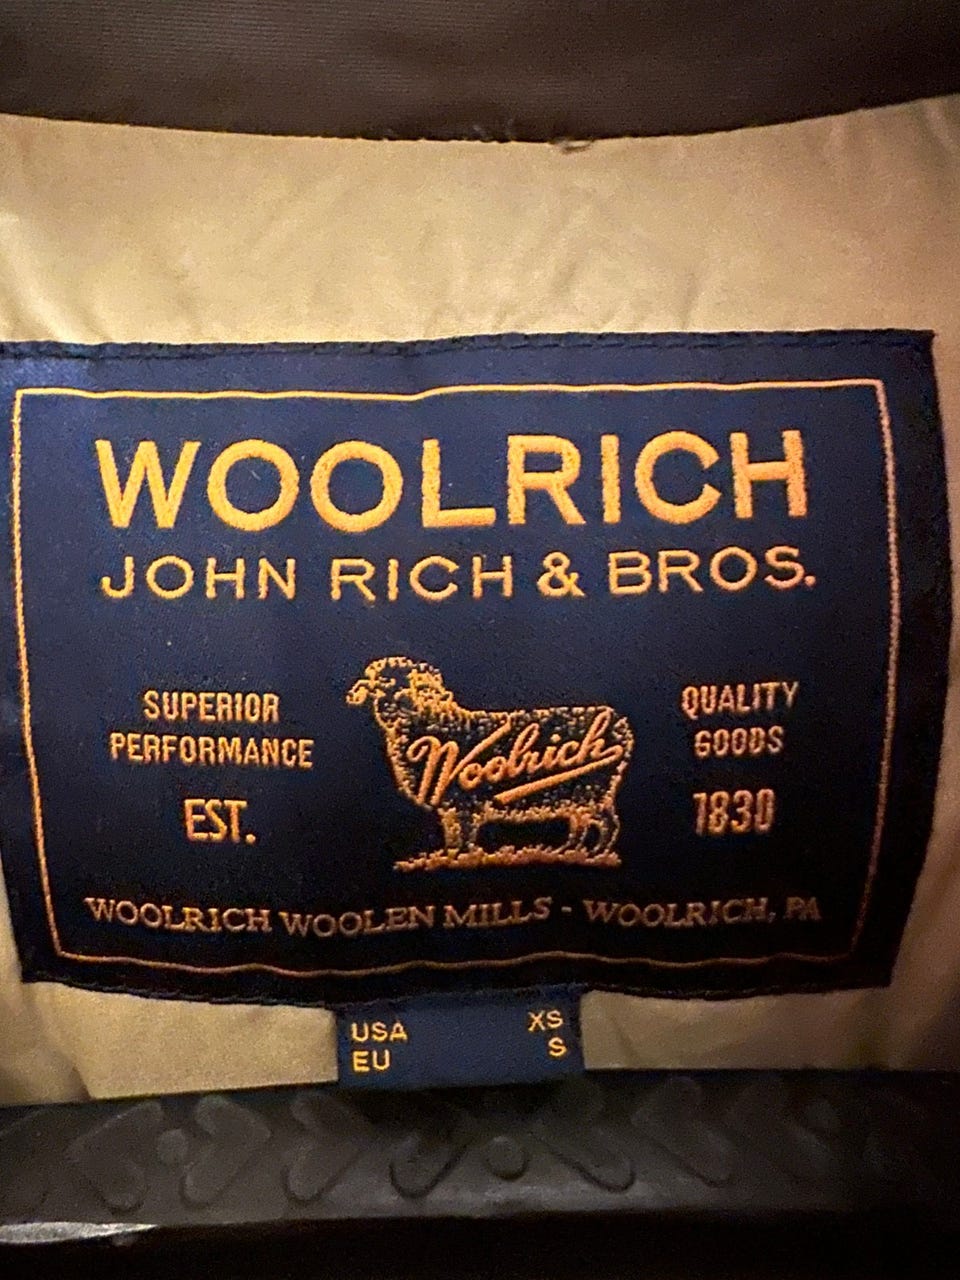 WOOLRICH
JOHN RICH & BROS.
SUPERIOR
PERFORMANCE
EST.
Woolrich
QUALITY
GOODS
1830
WOOLRICH WOOLEN MILLS - WOOLRICH, PA
USA XS
EU S